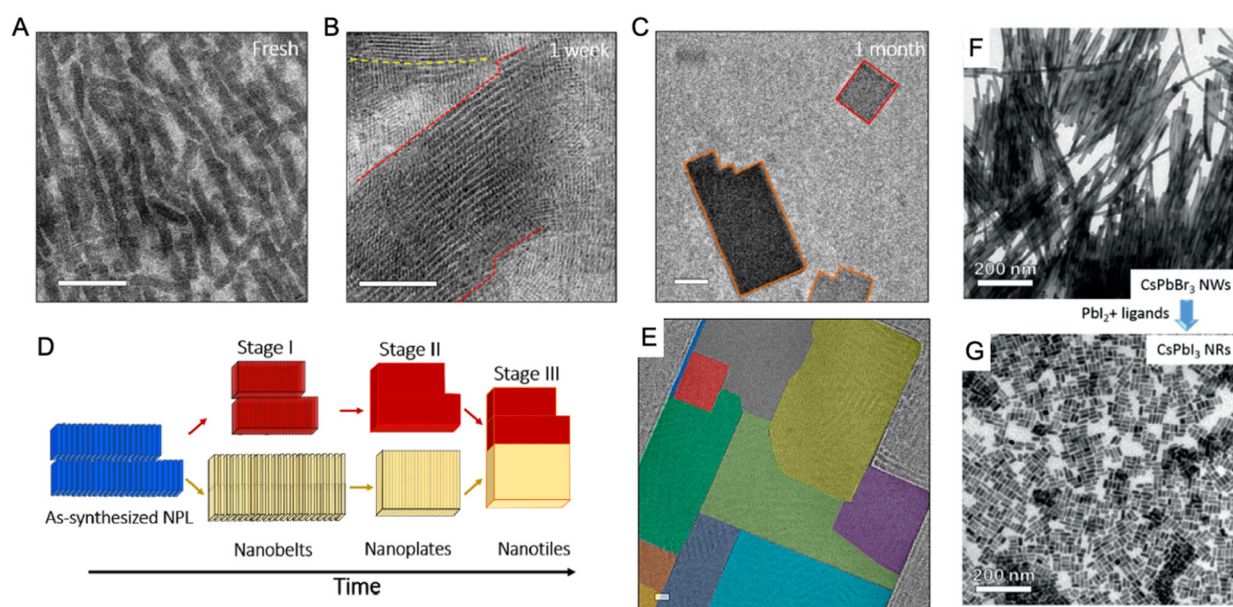 A
Fresh
B
1 week
C
1 month
D
Stage I
Stage II
Stage III
As-synthesized NPL
Nanobelts
Nanoplates
Nanotiles
Time
E
F
200 nm
CsPbBr₃ NWs
PbI₂+ ligands
CsPbI₃ NRs
G
200 nm